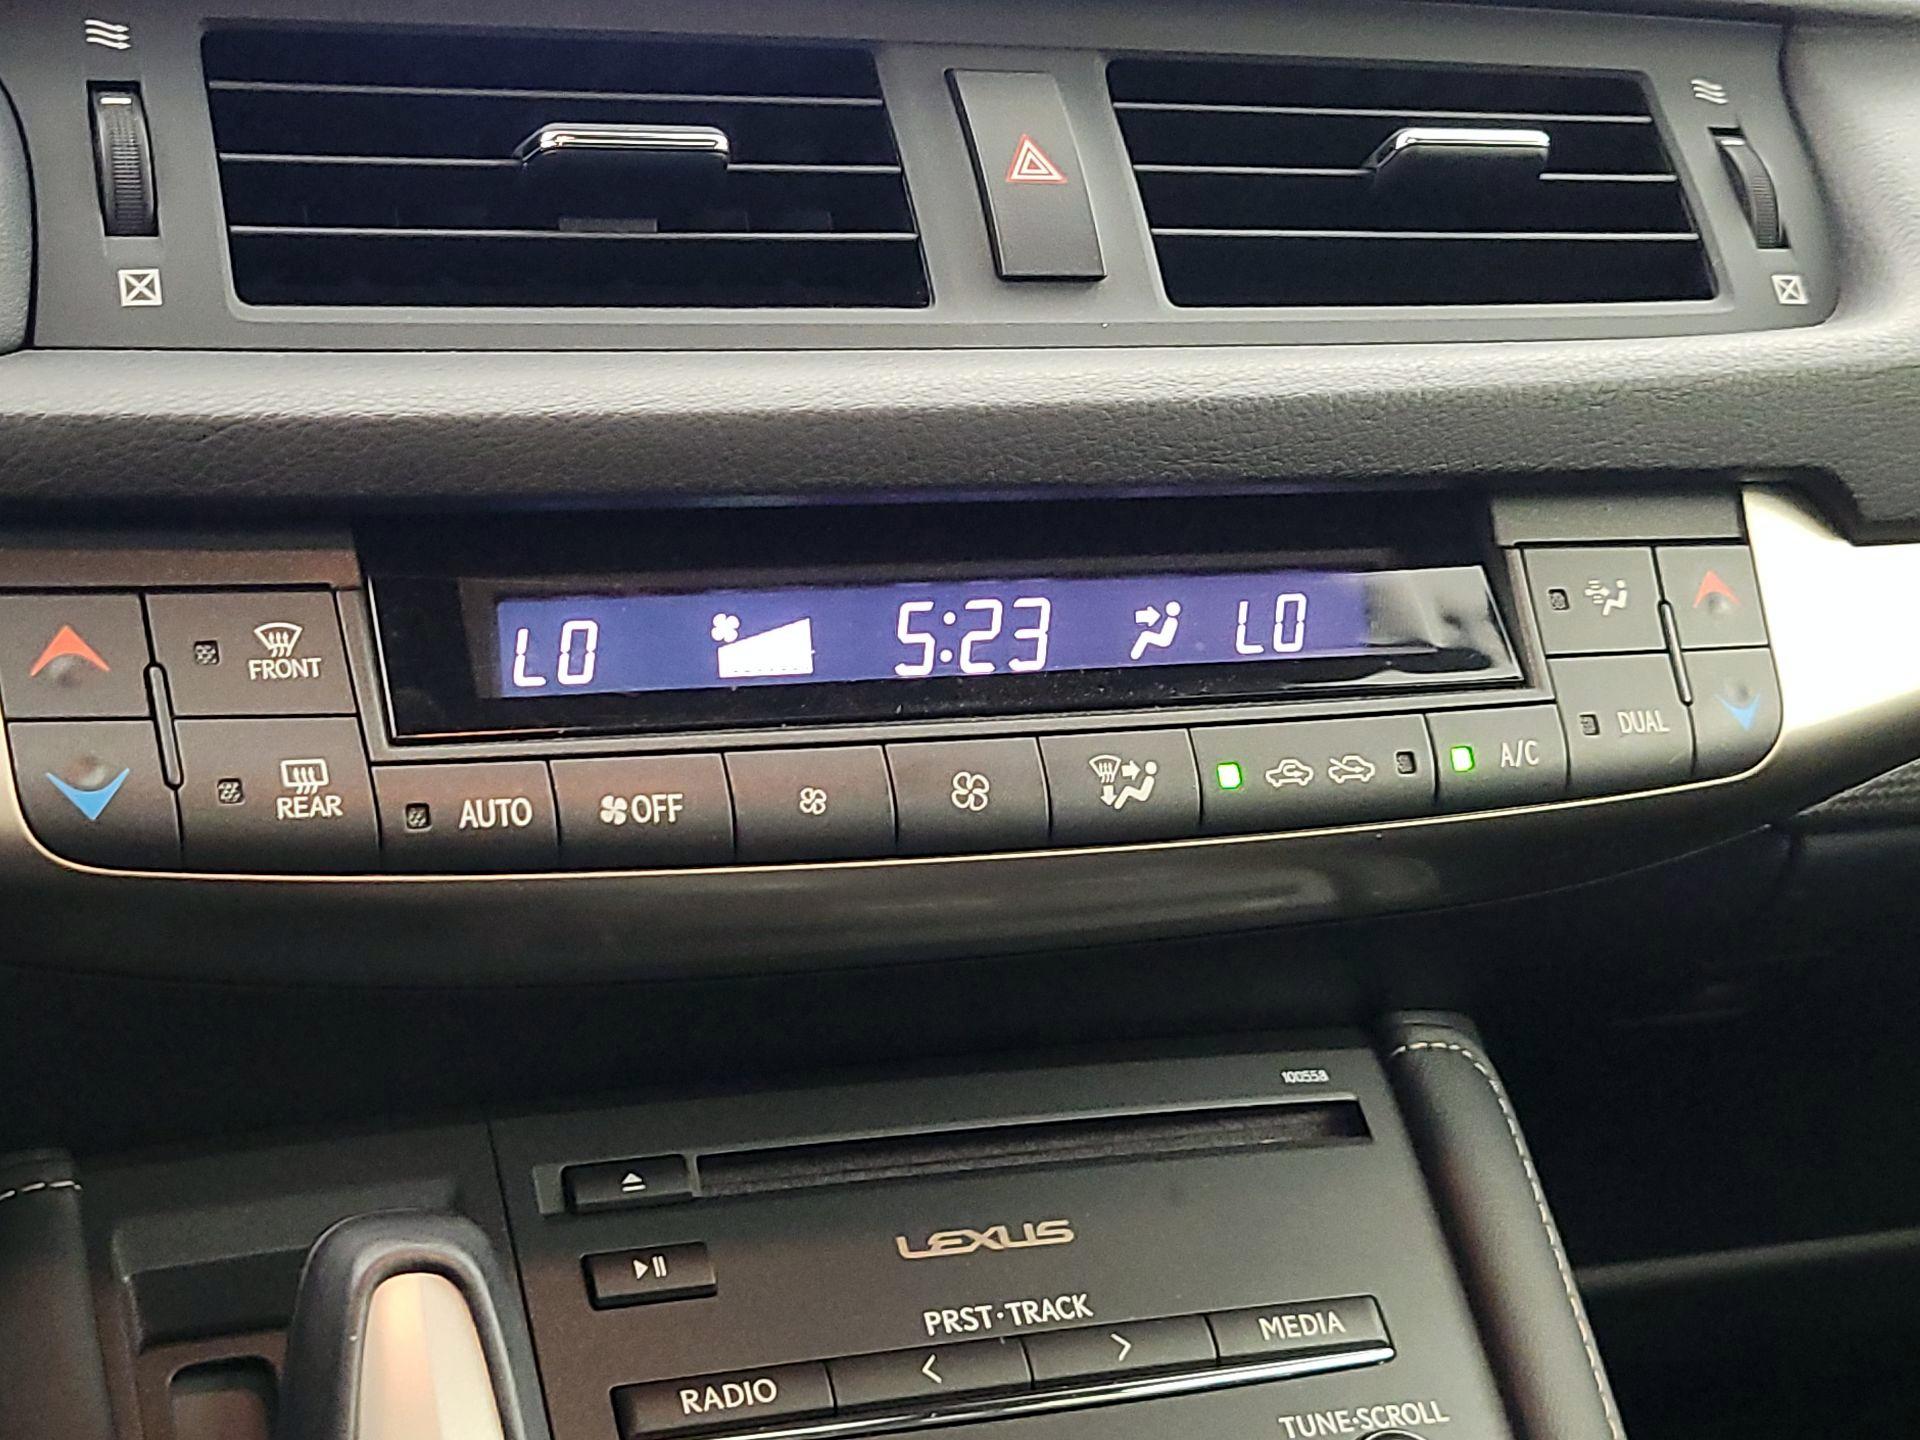 LO 5:23 LO
FRONT
REAR
AUTO
OFF
A/C
DUAL
100558
LEXUS
PRST·TRACK
RADIO < > MEDIA
TUNE·SCROLL